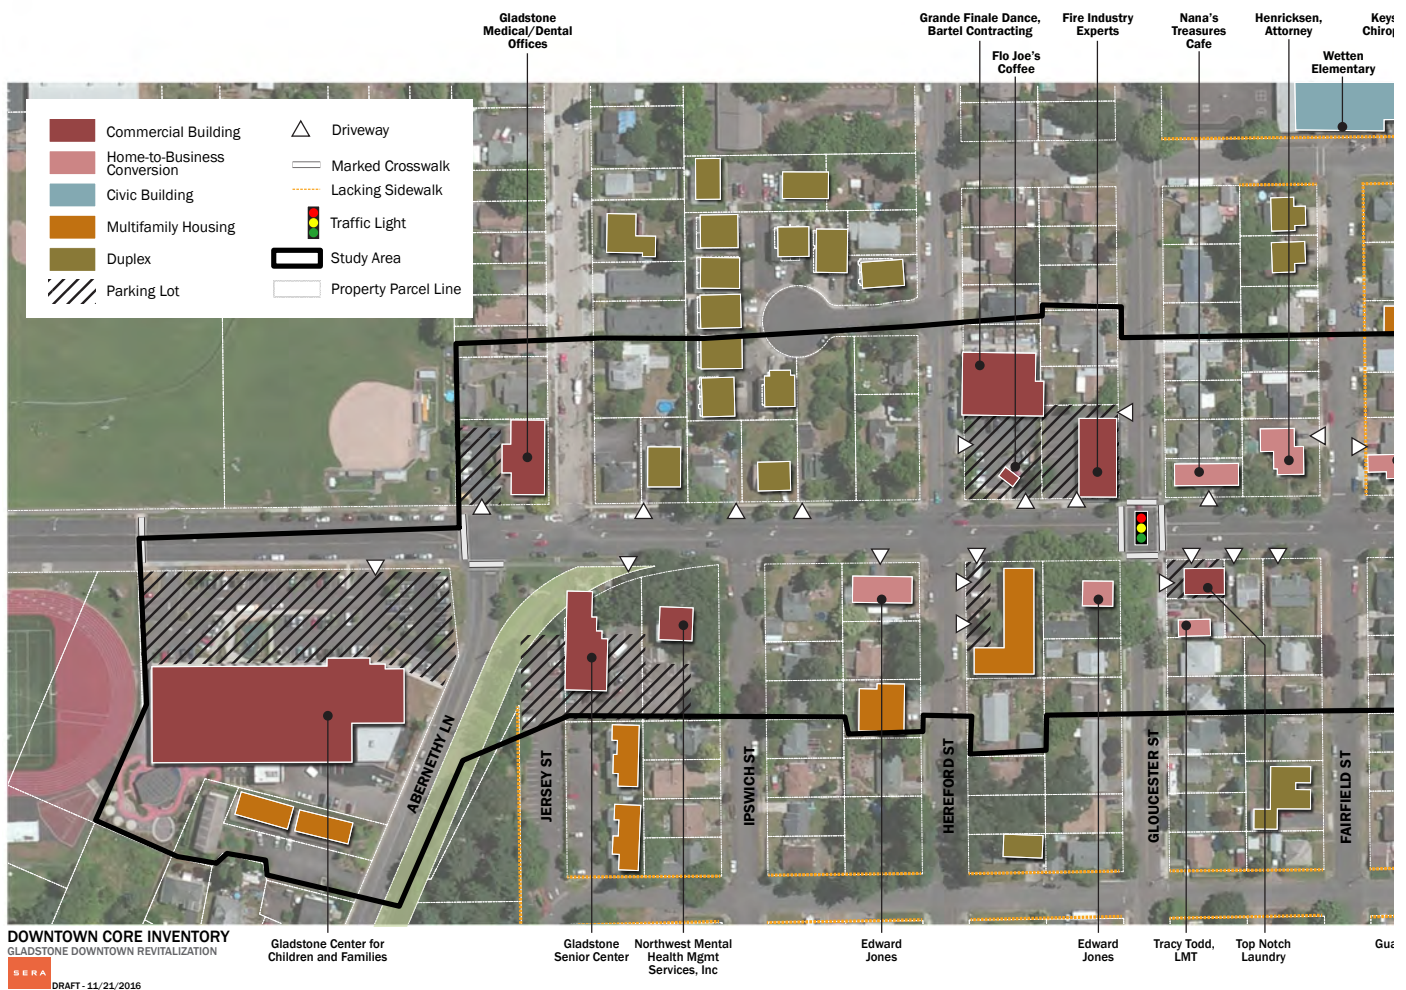 Gladstone
Medical/Dental
Offices
Grande Finale Dance,
Bartel Contracting
Flo Joe's
Coffee
Fire Industry
Experts
Nana's
Treasures
Cafe
Henricksen,
Attorney
Wetten
Elementary
Keys
Chirop
Commercial Building
Home-to-Business
Conversion
Civic Building
Multifamily Housing
Duplex
Parking Lot
Driveway
Marked Crosswalk
Lacking Sidewalk
Traffic Light
Study Area
Property Parcel Line
ABERNETHY LN
JERSEY ST
IPSWICH ST
HEREFORD ST
GLOUCESTER ST
FAIRFIELD ST
DOWNTOWN CORE INVENTORY
GLADSTONE DOWNTOWN REVITALIZATION
SERA
DRAFT - 11/21/2016
Gladstone Center for
Children and Families
Gladstone
Senior Center
Northwest Mental
Health Mgmt
Services, Inc
Edward
Jones
Edward
Jones
Tracy Todd,
LMT
Top Notch
Laundry
Gua